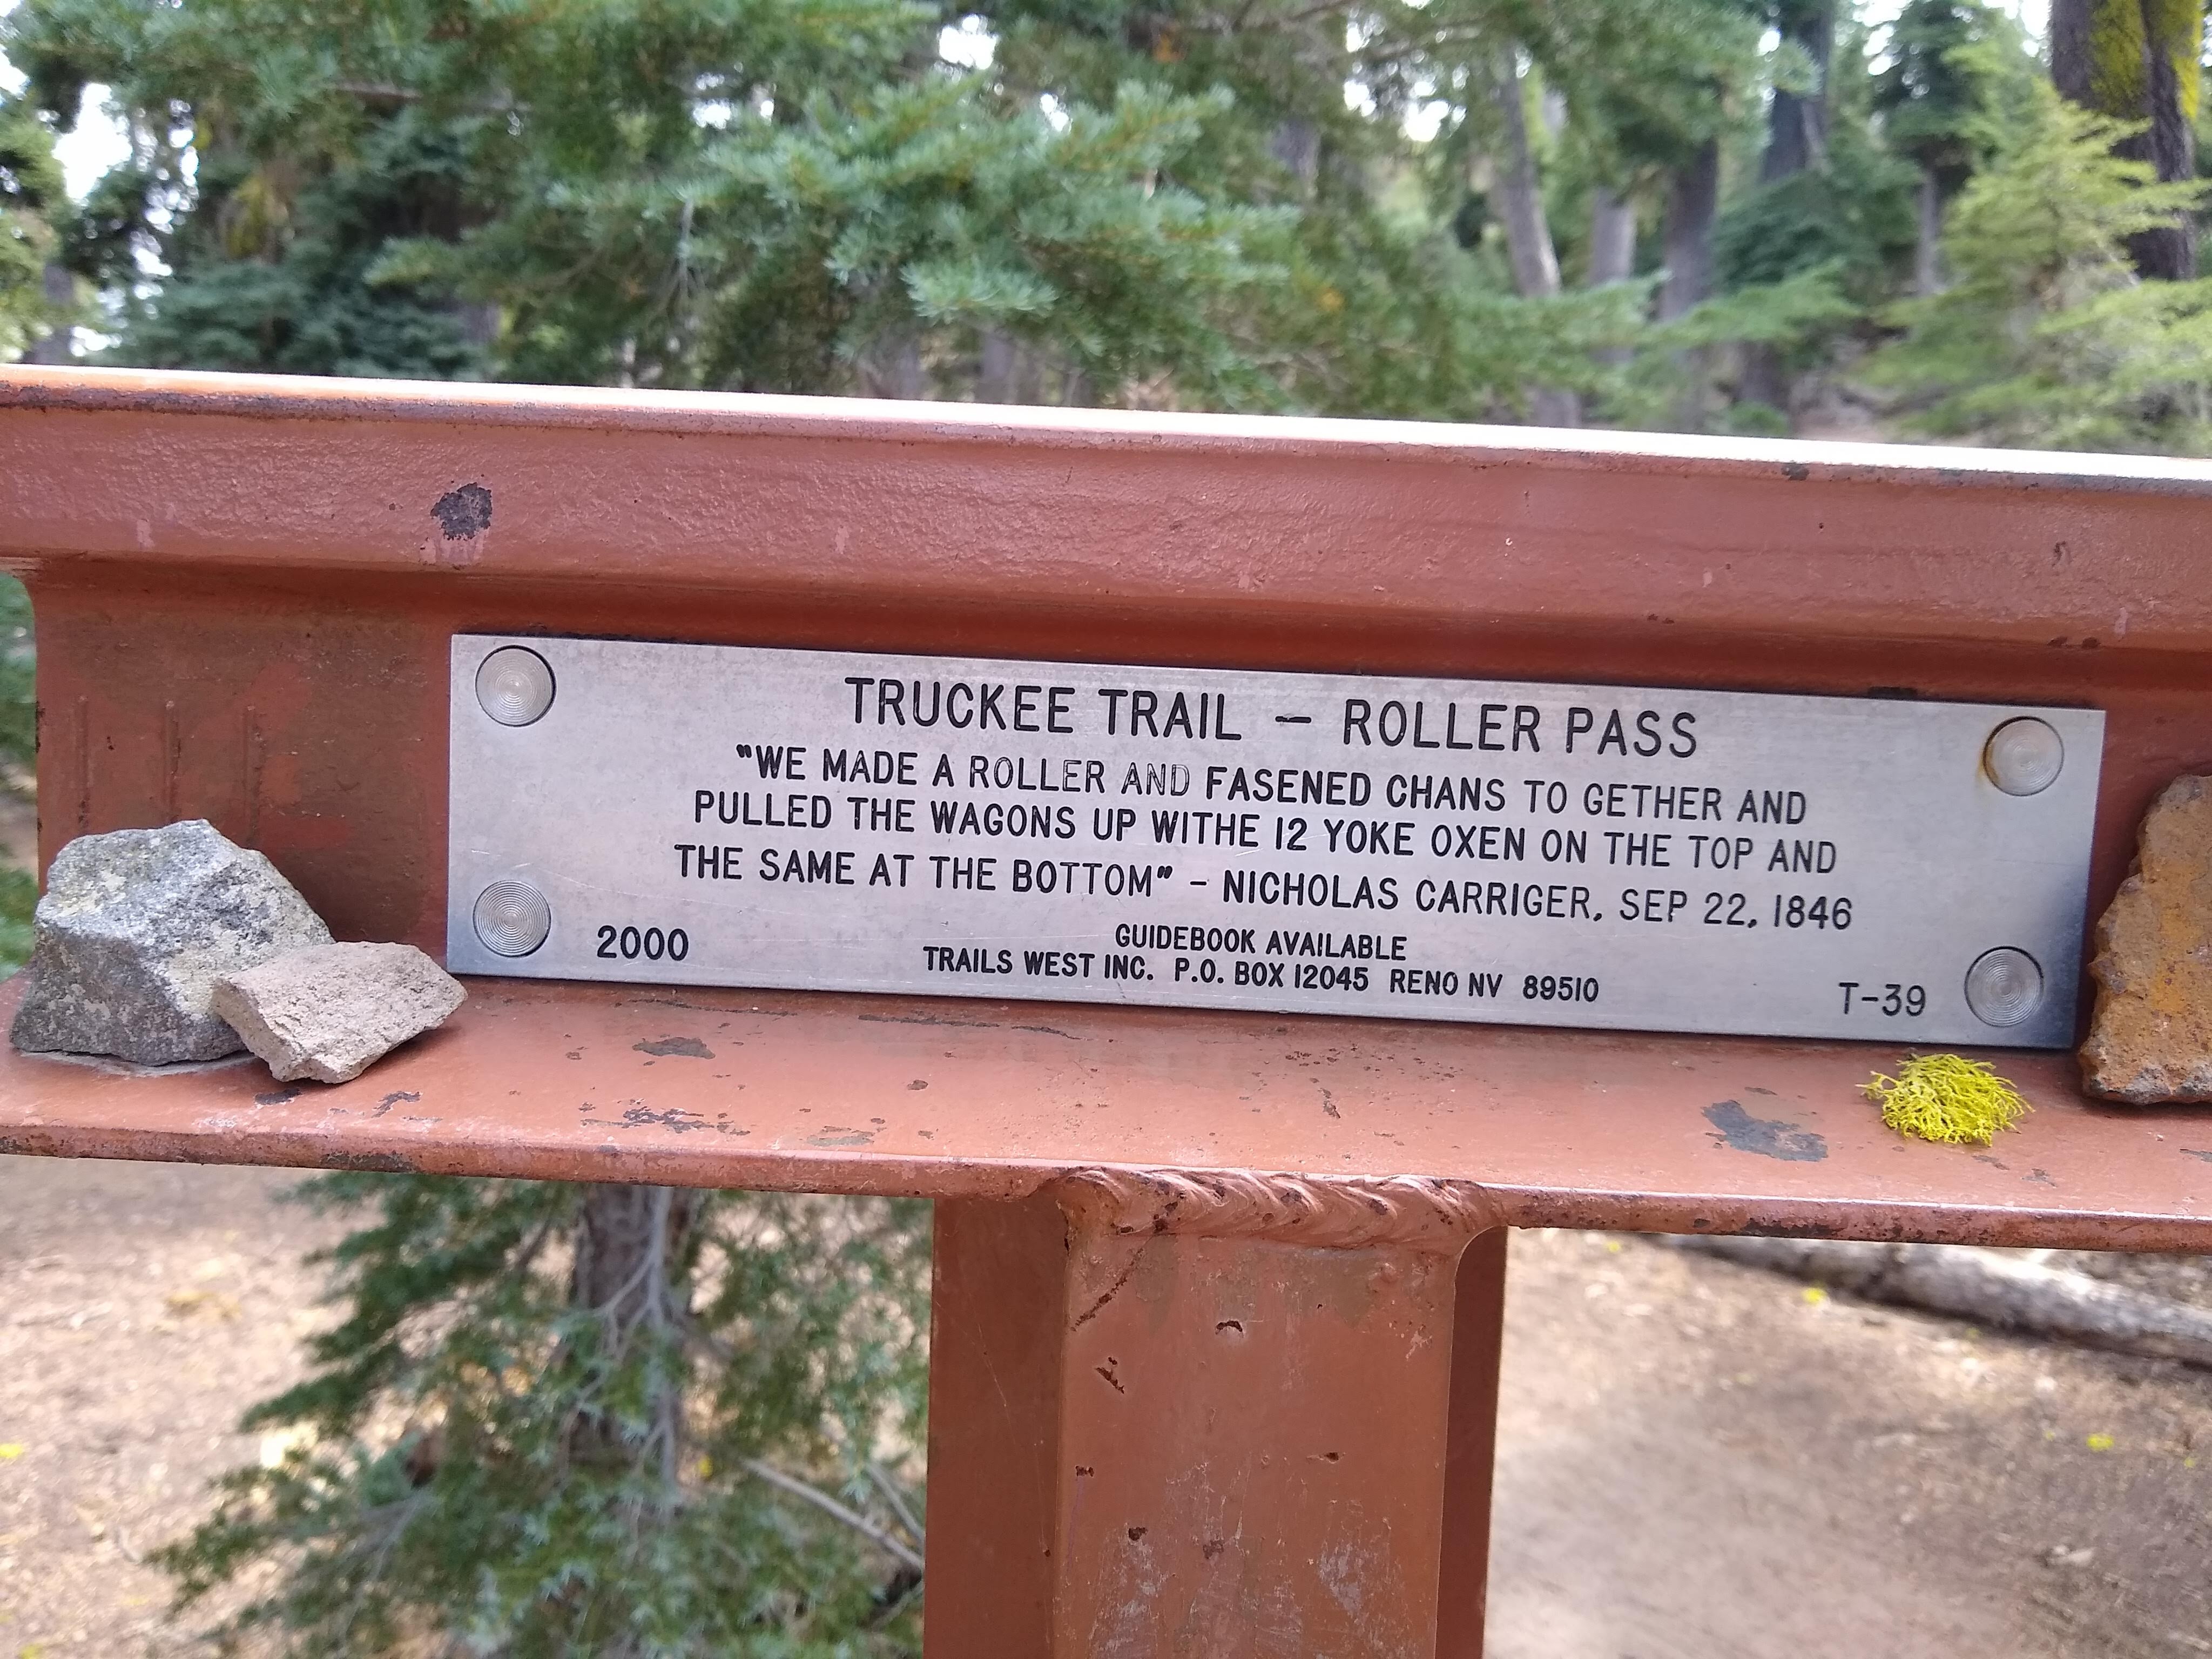 TRUCKEE TRAIL – ROLLER PASS
"WE MADE A ROLLER AND FASENED CHANS TO GETHER AND
PULLED THE WAGONS UP WITHE 12 YOKE OXEN ON THE TOP AND
THE SAME AT THE BOTTOM" - NICHOLAS CARRIGER, SEP 22, 1846
GUIDEBOOK AVAILABLE
2000 TRAILS WEST INC. P.O. BOX 12045 RENO NV 89510 T-39